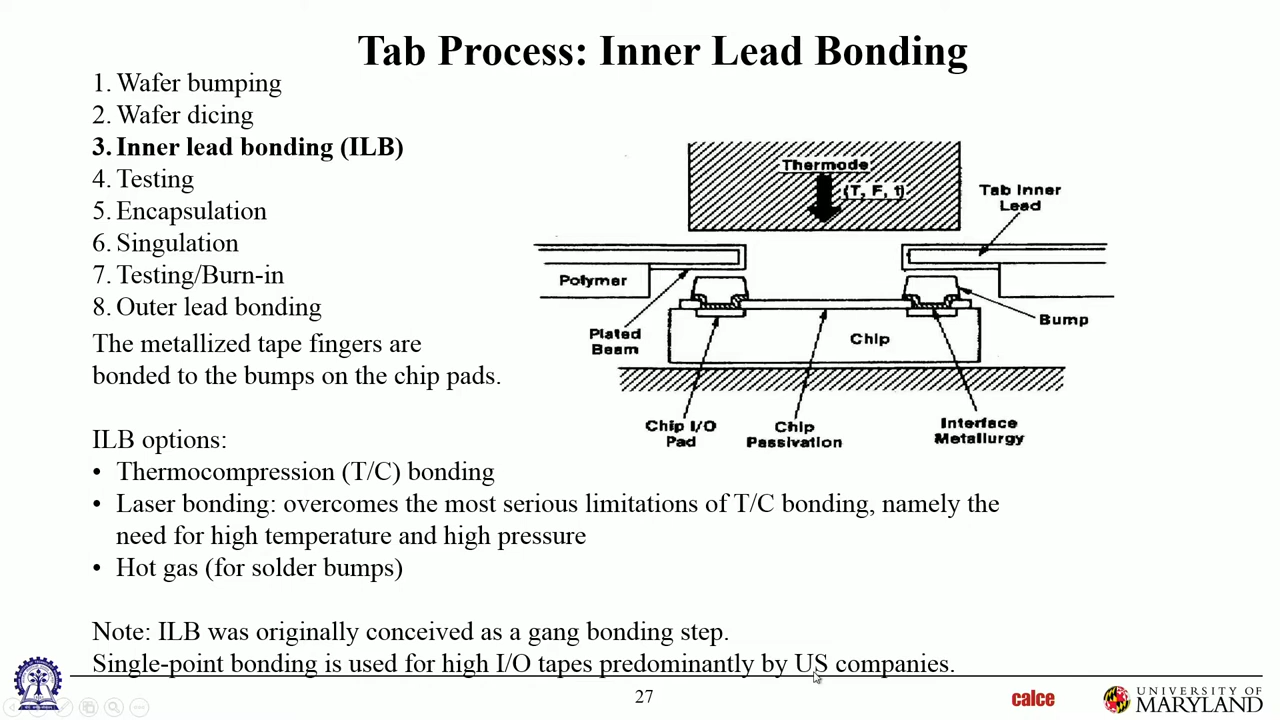 Tab Process: Inner Lead Bonding
1. Wafer bumping
2. Wafer dicing
3. Inner lead bonding (ILB)
4. Testing
5. Encapsulation
6. Singulation
7. Testing/Burn-in
8. Outer lead bonding
The metallized tape fingers are
bonded to the bumps on the chip pads.
Thermode
(T, F, t)
Tab Inner
Lead
Polymer
Plated
Beam
Bump
Chip
Chip I/O
Pad
Chip
Passivation
Interface
Metallurgy
ILB options:
• Thermocompression (T/C) bonding
• Laser bonding: overcomes the most serious limitations of T/C bonding, namely the
need for high temperature and high pressure
• Hot gas (for solder bumps)
Note: ILB was originally conceived as a gang bonding step.
Single-point bonding is used for high I/O tapes predominantly by US companies.
27
calce
UNIVERSITY OF
MARYLAND